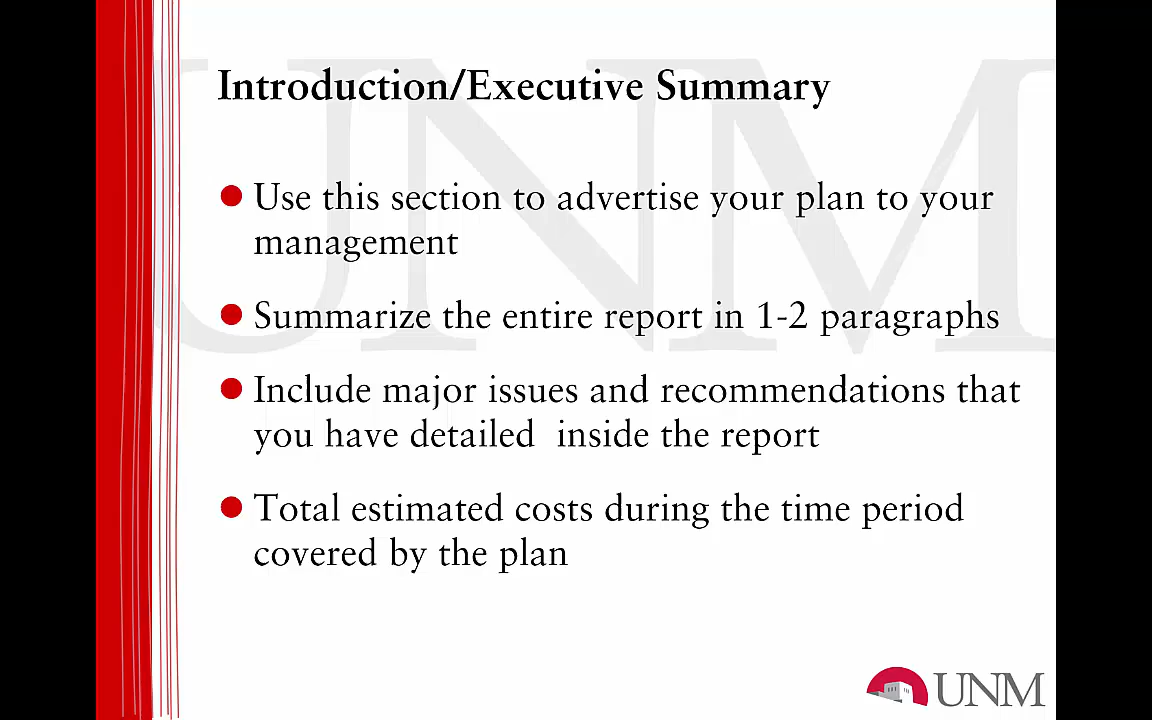 Introduction/Executive Summary
Use this section to advertise your plan to your
management
Summarize the entire report in 1-2 paragraphs
Include major issues and recommendations that
you have detailed  inside the report
Total estimated costs during the time period
covered by the plan
UNM
UNM